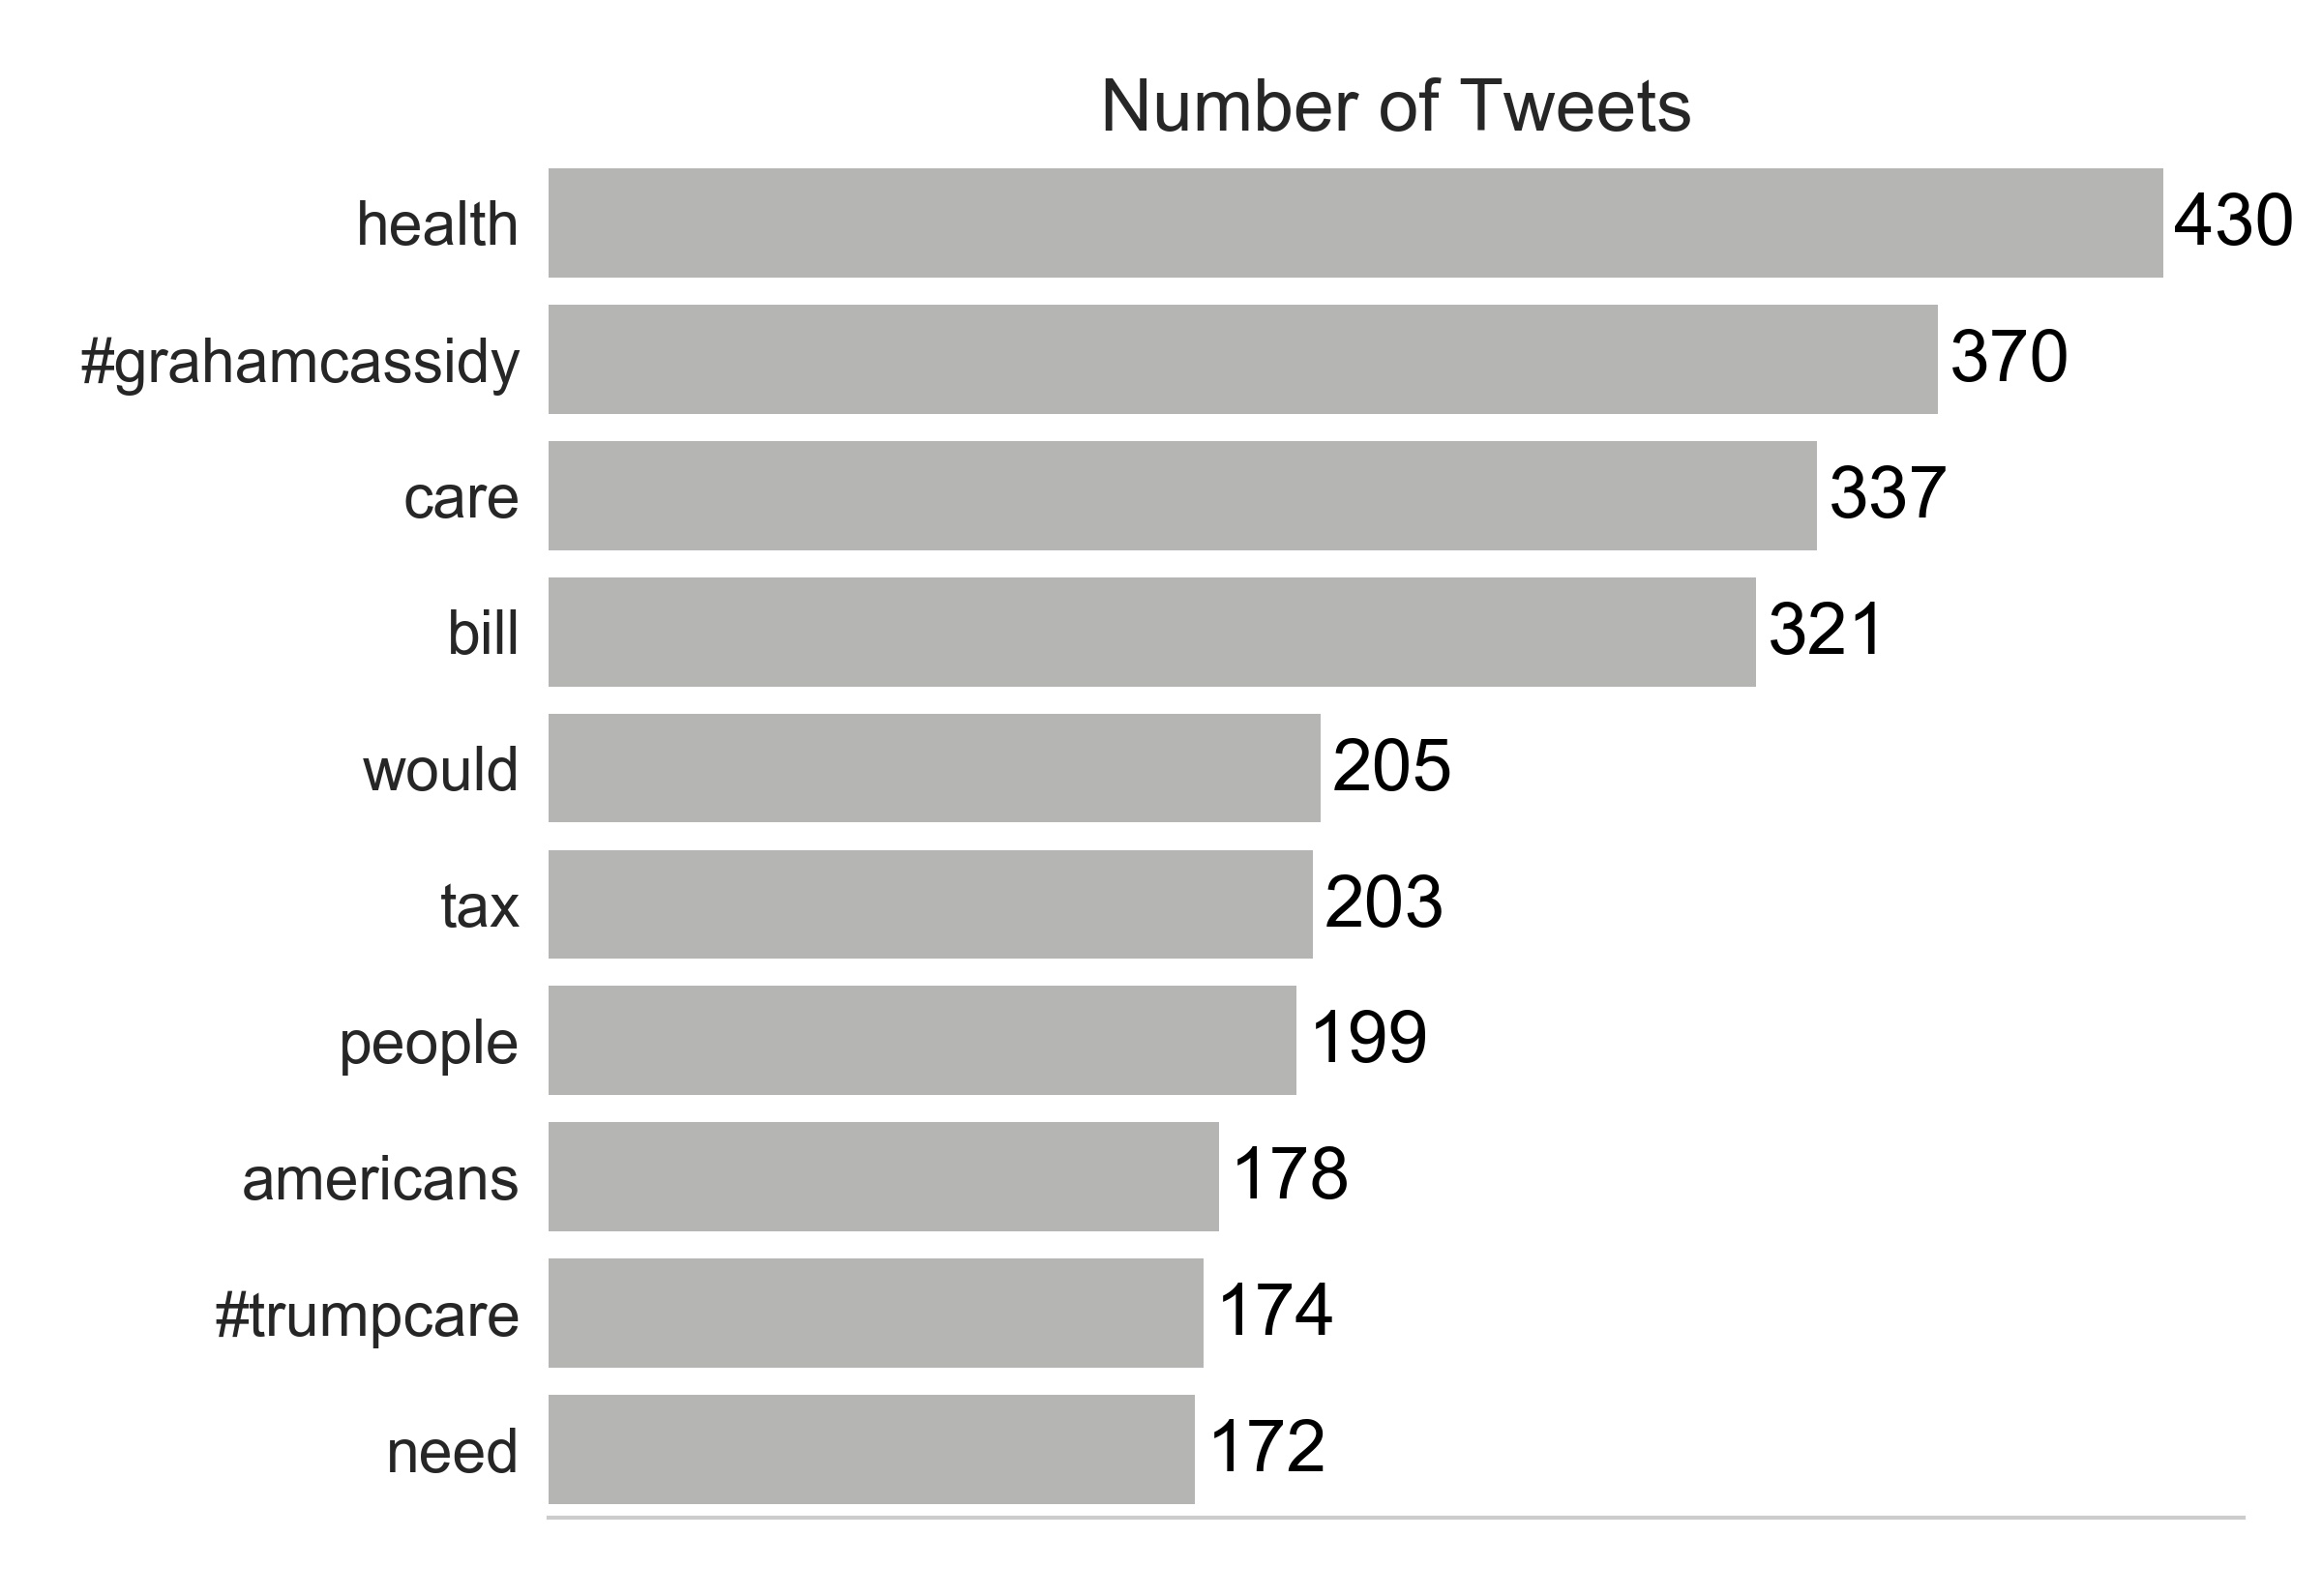 Number of Tweets
health 430
#grahamcassidy 370
care 337
bill 321
would 205
tax 203
people 199
americans 178
#trumpcare 174
need 172